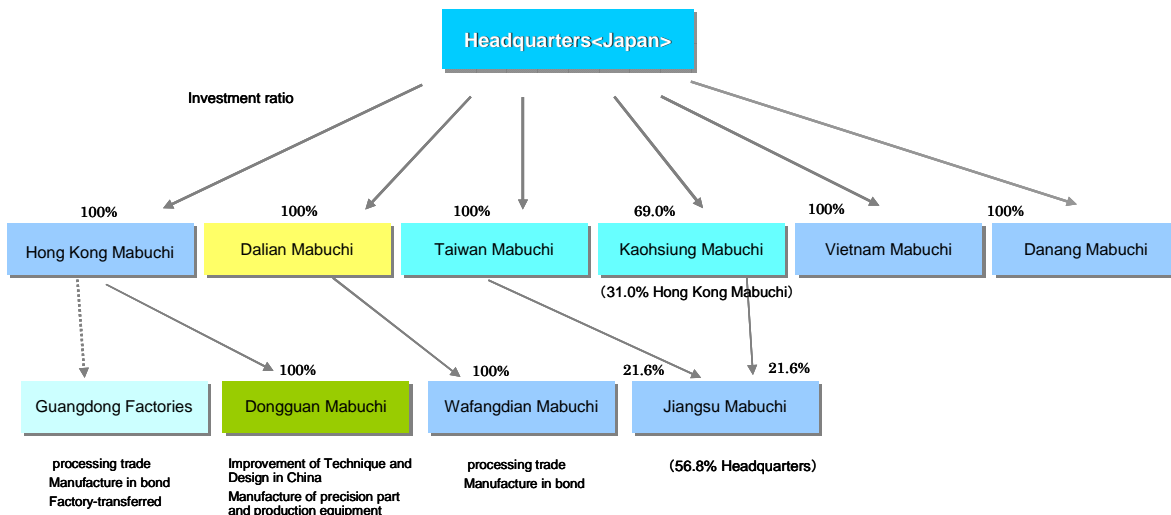 Headquarters<Japan>
Investment ratio
100%
100%
100%
69.0%
100%
100%
Hong Kong Mabuchi
Dalian Mabuchi
Taiwan Mabuchi
Kaohsiung Mabuchi
Vietnam Mabuchi
Danang Mabuchi
(31.0% Hong Kong Mabuchi)
100%
100%
21.6%
21.6%
Guangdong Factories
Dongguan Mabuchi
Wafangdian Mabuchi
Jiangsu Mabuchi
processing trade
Manufacture in bond
Factory-transferred
Improvement of Technique and
Design in China
Manufacture of precision part
and production equipment
processing trade
Manufacture in bond
(56.8% Headquarters)